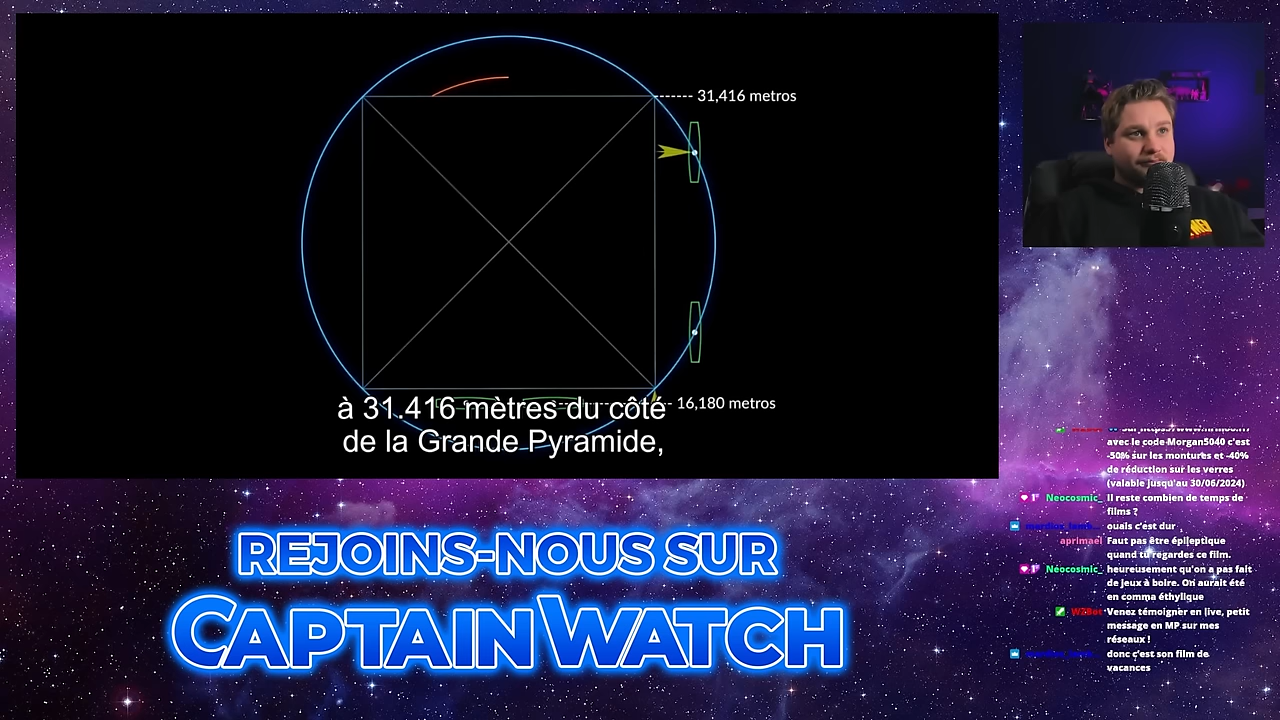 31,416 metros
16,180 metros
à 31.416 mètres du côté
de la Grande Pyramide,
REJOINS-NOUS SUR
CAPTAINWATCH
avec le code Morgan5040 c'est
-50% sur les montures et -40%
de réduction sur les verres
(valable jusqu'au 30/06/2024)
Neocosmic_ Il reste combien de temps de
films ?
ouais c'est dur
aprimael Faut pas être épileptique
quand tu regardes ce film.
Neocosmic_ heureusement qu'on a pas fait
de jeux à boire. On aurait été
en comma éthylique
WZBot Venez témoigner en live, petit
message en MP sur mes
réseaux !
donc c'est son film de
vacances